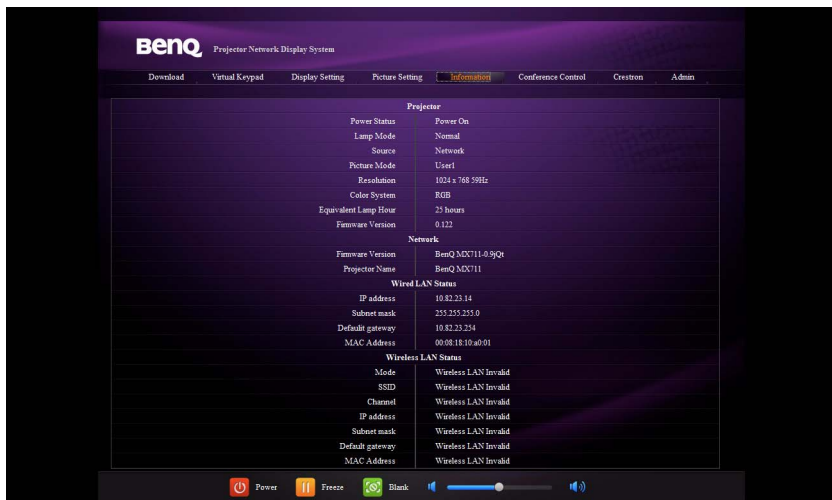 BenQ Projector Network Display System
Download Virtual Keypad Display Setting Picture Setting Information Conference Control Crestron Admin
Projector
Power Status Power On
Lamp Mode Normal
Source Network
Picture Mode User1
Resolution 1024 x 768 59Hz
Color System RGB
Equivalent Lamp Hour 25 hours
Firmware Version 0.122
Network
Firmware Version BenQ MX711-0.9jQt
Projector Name BenQ MX711
Wired LAN Status
IP address 10.82.23.14
Subnet mask 255.255.255.0
Defaulit gateway 10.82.23.254
MAC Address 00:08:18:10:a0:01
Wireless LAN Status
Mode Wireless LAN Invalid
SSID Wireless LAN Invalid
Channel Wireless LAN Invalid
IP address Wireless LAN Invalid
Subnet mask Wireless LAN Invalid
Default gateway Wireless LAN Invalid
MAC Address Wireless LAN Invalid
Power Freeze Blank